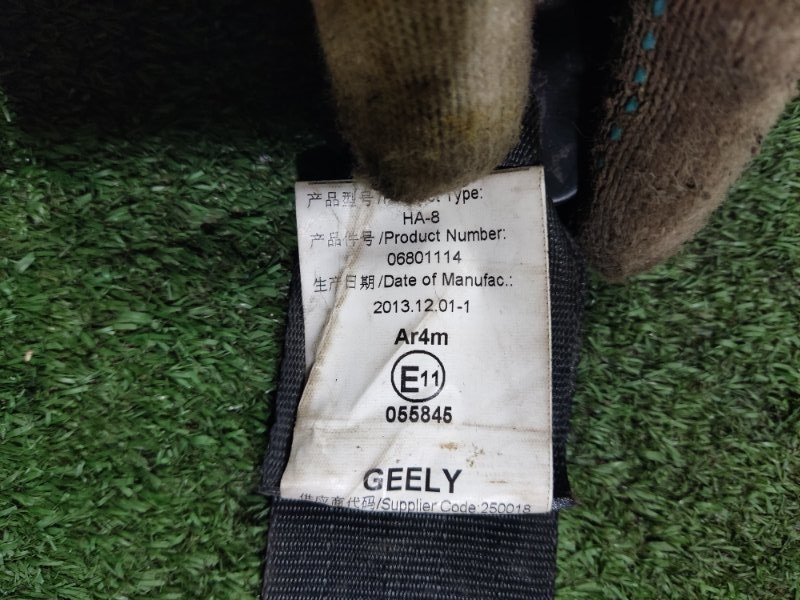 产品型号/Product Type:
HA-8
产品件号/Product Number:
06801114
生产日期/Date of Manufac.:
2013.12.01-1
Ar4m
E11
055845
GEELY
供应商代码/Supplier Code:250018